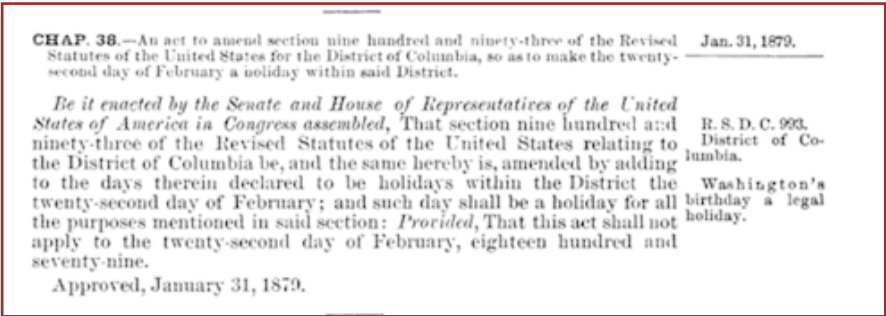 CHAP. 38.—An act to amend section nine hundred and ninety-three of the Revised
Statutes of the United States for the District of Columbia, so as to make the twenty-
second day of February a holiday within said District.
Jan. 31, 1879.
Be it enacted by the Senate and House of Representatives of the United
States of America in Congress assembled, That section nine hundred and
ninety-three of the Revised Statutes of the United States relating to
the District of Columbia be, and the same hereby is, amended by adding
to the days therein declared to be holidays within the District the
twenty-second day of February; and such day shall be a holiday for all
the purposes mentioned in said section: Provided, That this act shall not
apply to the twenty-second day of February, eighteen hundred and
seventy-nine.
R. S. D. C. 993.
District of Co-
lumbia.
Washington's
birthday a legal
holiday.
Approved, January 31, 1879.